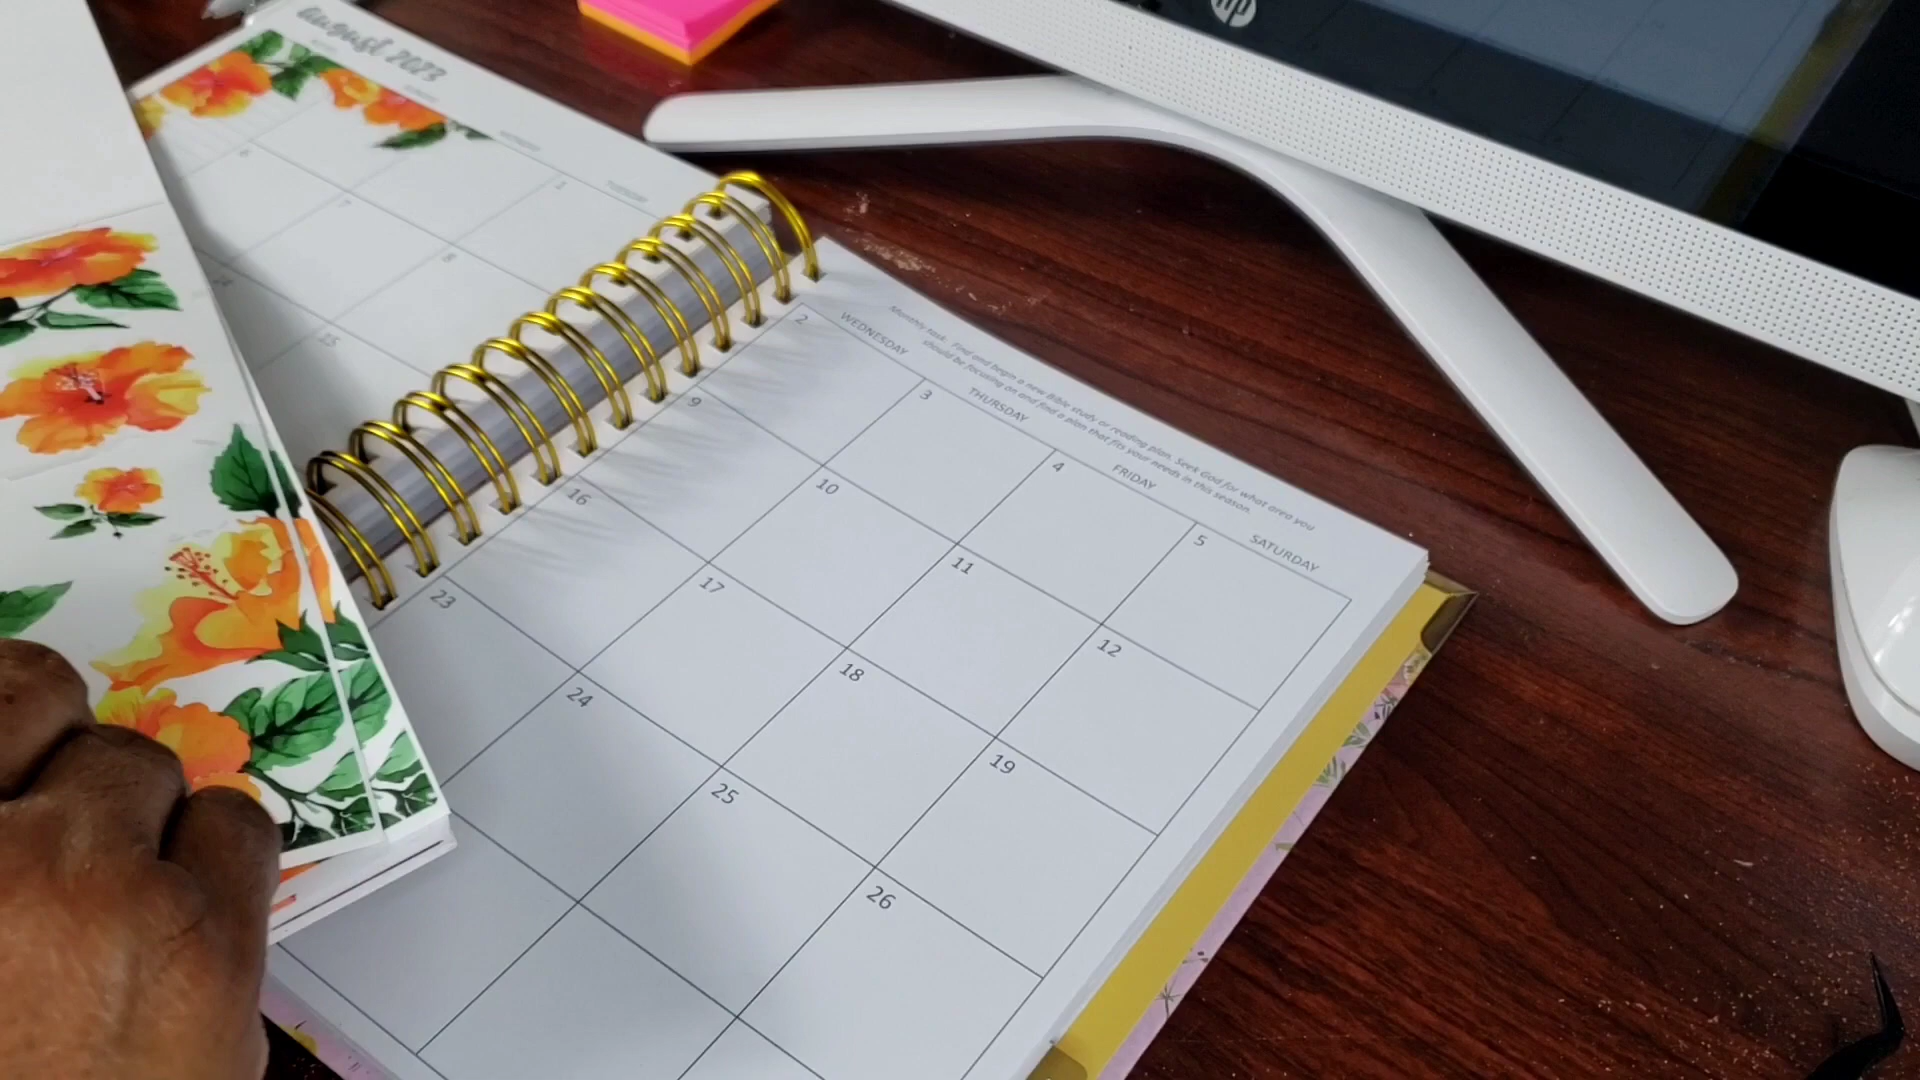 august 2023
TUESDAY
6
7
1
8
14
15
hp
Monthly task: Find and begin a new Bible study or reading plan. Seek God for what area you
should be focusing on and find a plan that fits your needs in this season.
WEDNESDAY THURSDAY FRIDAY SATURDAY
2 3 4 5
9 10 11 12
16 17 18 19
23 24 25 26